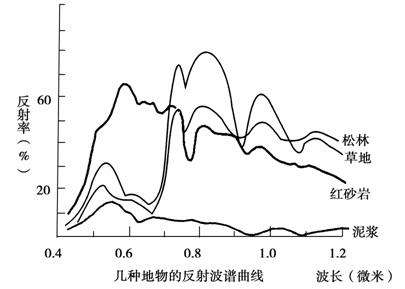 反射率（%）
60
20
松林
草地
红砂岩
泥浆
0.4 0.6 0.8 1.0 1.2
几种地物的反射波谱曲线 波长（微米）